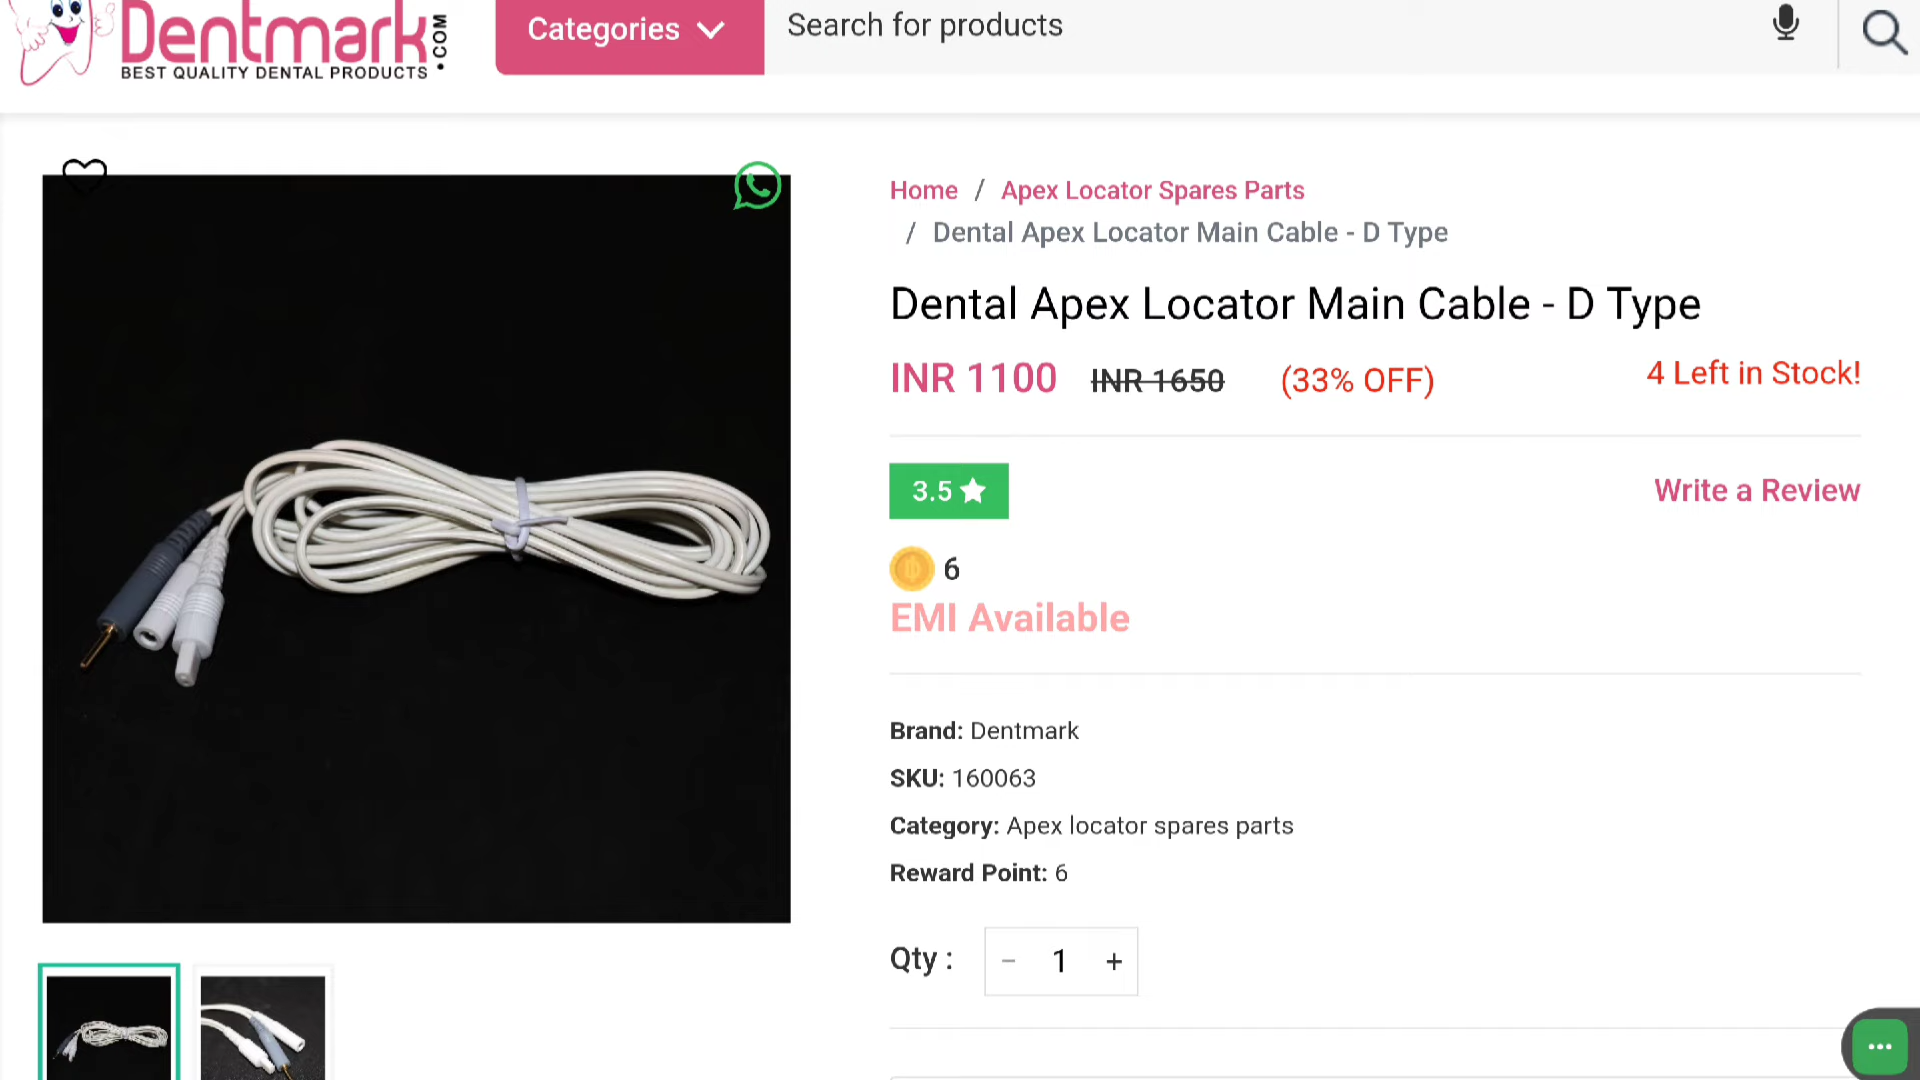 Dentmark.COM
BEST QUALITY DENTAL PRODUCTS
Categories
Search for products
Home / Apex Locator Spares Parts
/ Dental Apex Locator Main Cable - D Type
Dental Apex Locator Main Cable - D Type
INR 1100 INR 1650 (33% OFF) 4 Left in Stock!
3.5 Write a Review
6
EMI Available
Brand: Dentmark
SKU: 160063
Category: Apex locator spares parts
Reward Point: 6
Qty : − 1 +